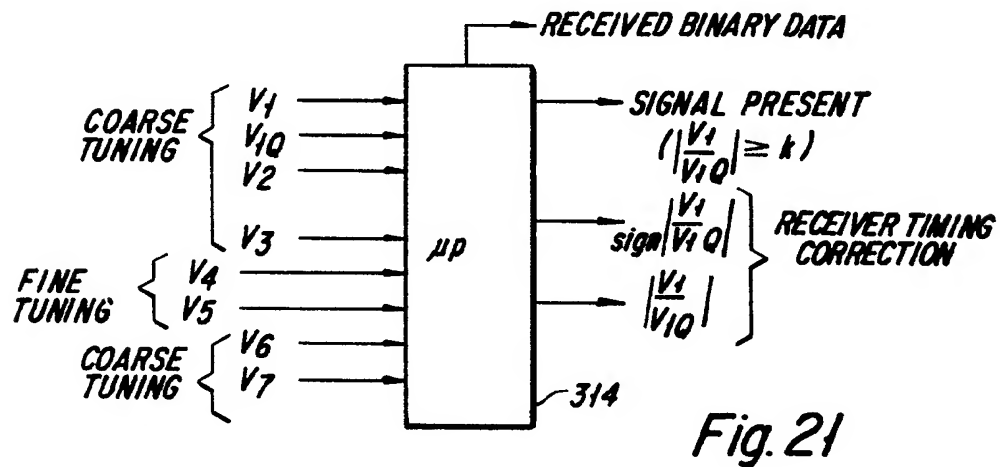 RECEIVED BINARY DATA
COARSE TUNING
V1
V1Q
V2
V3
FINE TUNING
V4
V5
COARSE TUNING
V6
V7
μp
SIGNAL PRESENT
(|V1/V1Q| ≥ k)
sign|V1/V1Q|
|V1/V1Q|
RECEIVER TIMING CORRECTION
314
Fig. 21